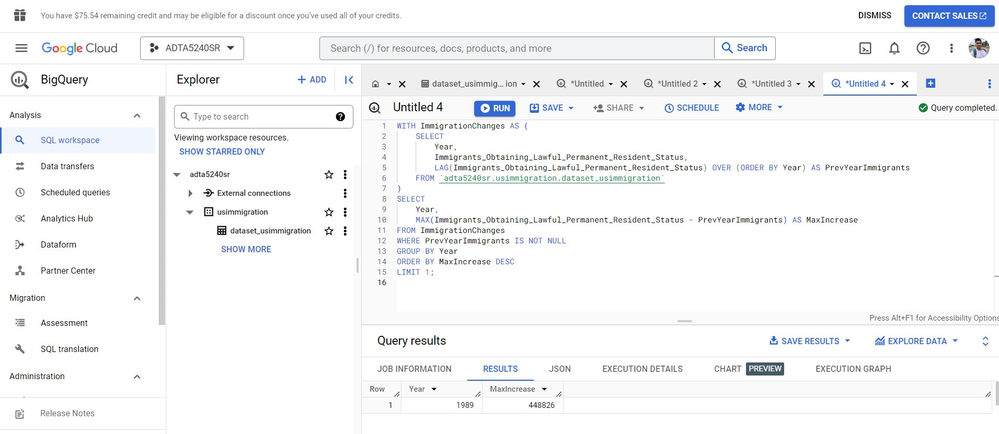 You have $75.54 remaining credit and may be eligible for a discount once you've used all of your credits.
DISMISS
CONTACT SALES
Google Cloud
ADTA5240SR
Search (/) for resources, docs, products, and more
Search
BigQuery
Explorer
+ ADD
dataset_usimmig... ion
*Untitled
*Untitled 2
*Untitled 3
*Untitled 4
Analysis
SQL workspace
Data transfers
Scheduled queries
Analytics Hub
Dataform
Partner Center
Migration
Assessment
SQL translation
Administration
Release Notes
Type to search
Viewing workspace resources.
SHOW STARRED ONLY
adta5240sr
External connections
usimmigration
dataset_usimmigration
SHOW MORE
Untitled 4
RUN
SAVE
SHARE
SCHEDULE
MORE
Query completed.
1 WITH ImmigrationChanges AS (
2 SELECT
3 Year,
4 Immigrants_Obtaining_Lawful_Permanent_Resident_Status,
5 LAG(Immigrants_Obtaining_Lawful_Permanent_Resident_Status) OVER (ORDER BY Year) AS PrevYearImmigrants
6 FROM `adta5240sr.usimmigration.dataset_usimmigration`
7 )
8 SELECT
9 Year,
10 MAX(Immigrants_Obtaining_Lawful_Permanent_Resident_Status - PrevYearImmigrants) AS MaxIncrease
11 FROM ImmigrationChanges
12 WHERE PrevYearImmigrants IS NOT NULL
13 GROUP BY Year
14 ORDER BY MaxIncrease DESC
15 LIMIT 1;
16
Press Alt+F1 for Accessibility Options
Query results
SAVE RESULTS
EXPLORE DATA
JOB INFORMATION
RESULTS
JSON
EXECUTION DETAILS
CHART PREVIEW
EXECUTION GRAPH
Row Year MaxIncrease
1 1989 448826